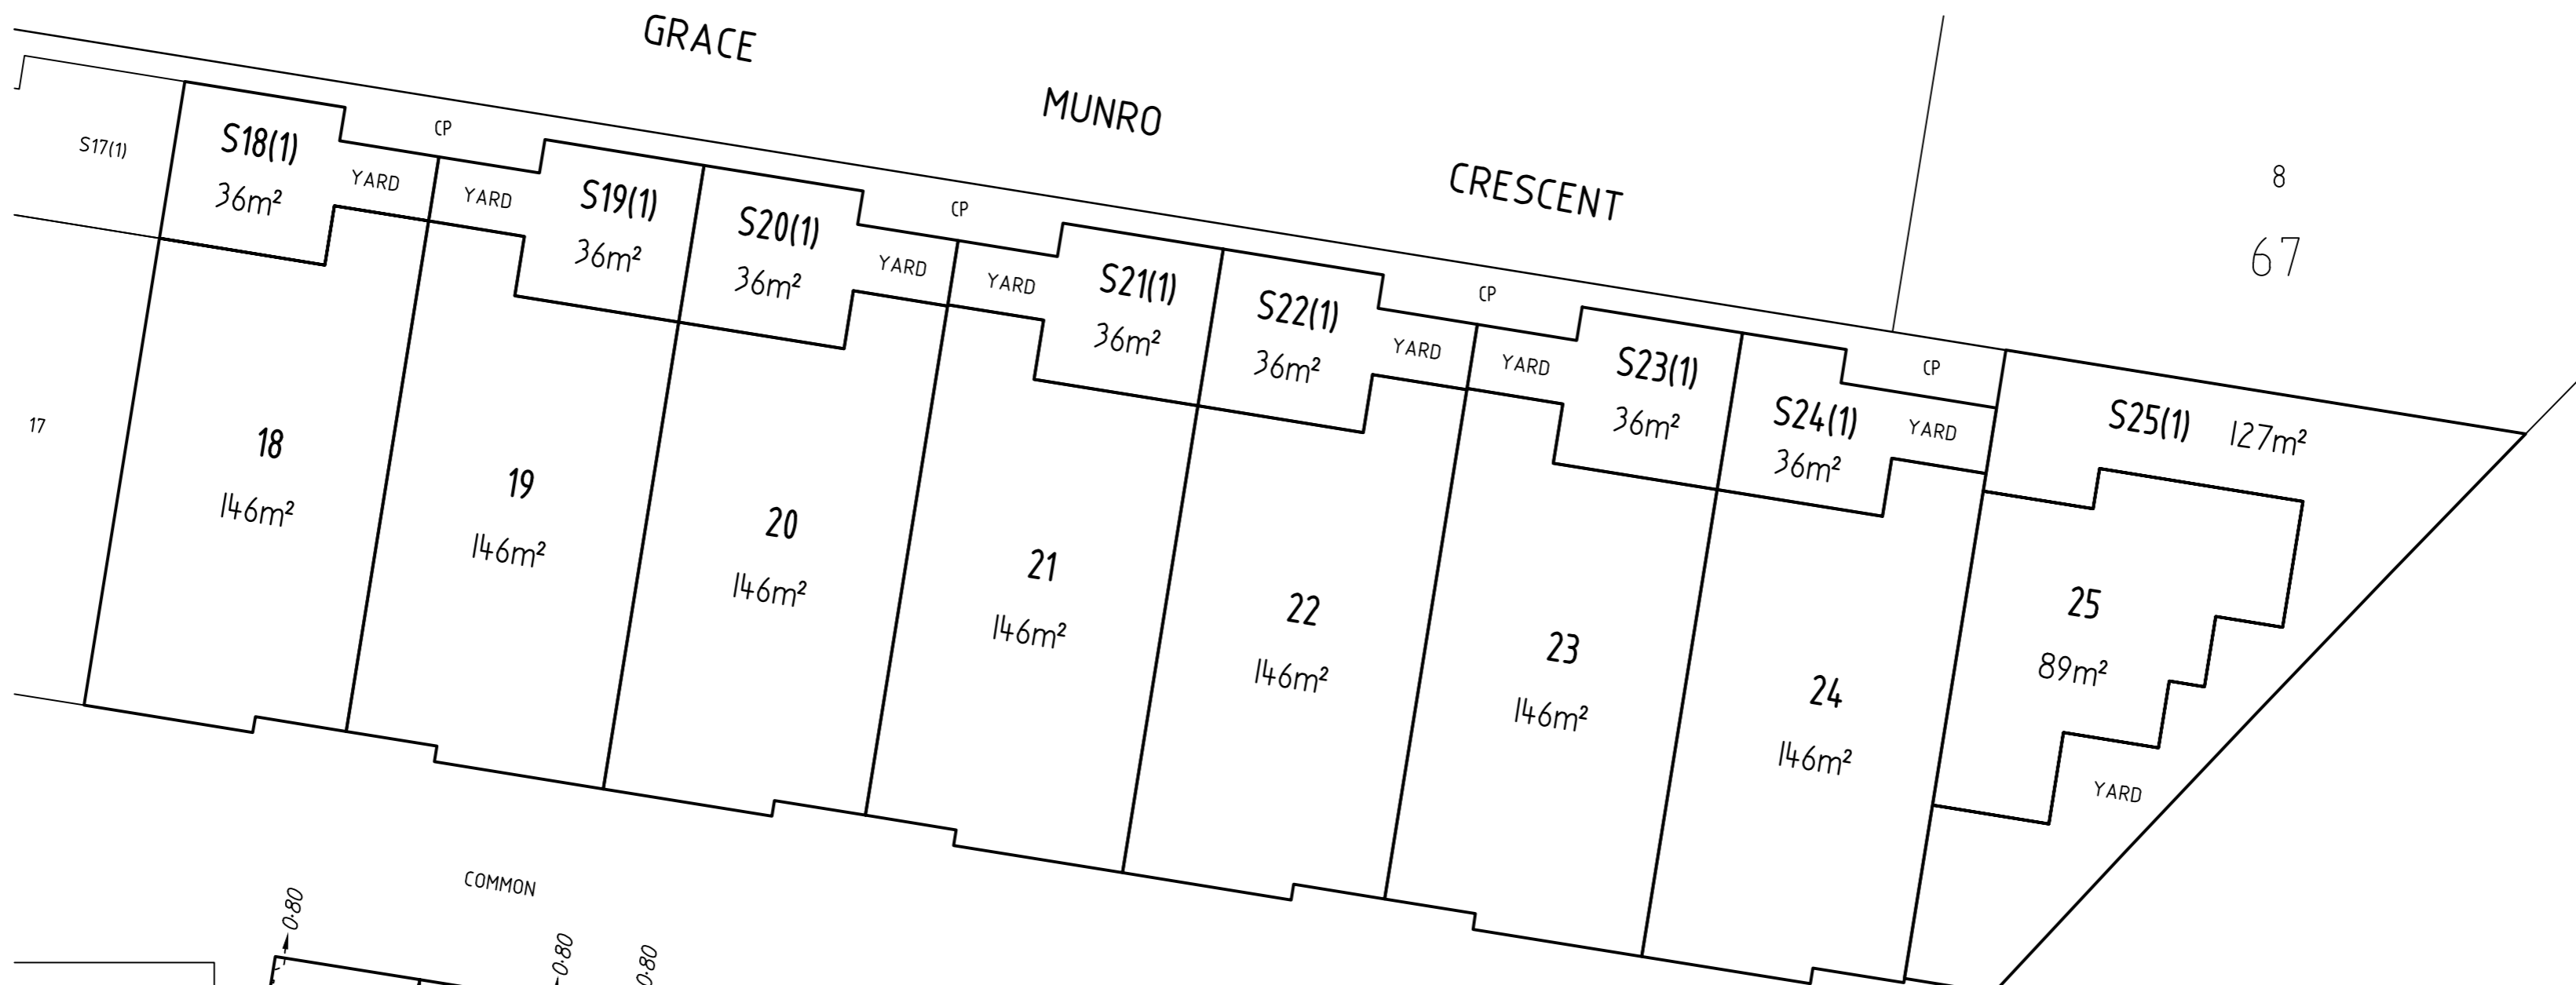 GRACE
MUNRO
CRESCENT
8
67
S17(1)
S18(1)
36m²
YARD
CP
YARD
S19(1)
36m²
S20(1)
36m²
YARD
CP
YARD
S21(1)
36m²
S22(1)
36m²
YARD
CP
YARD
S23(1)
36m²
S24(1)
36m²
YARD
CP
S25(1) 127m²
17
18
146m²
19
146m²
20
146m²
21
146m²
22
146m²
23
146m²
24
146m²
25
89m²
YARD
COMMON
0·80
0·80
0·80